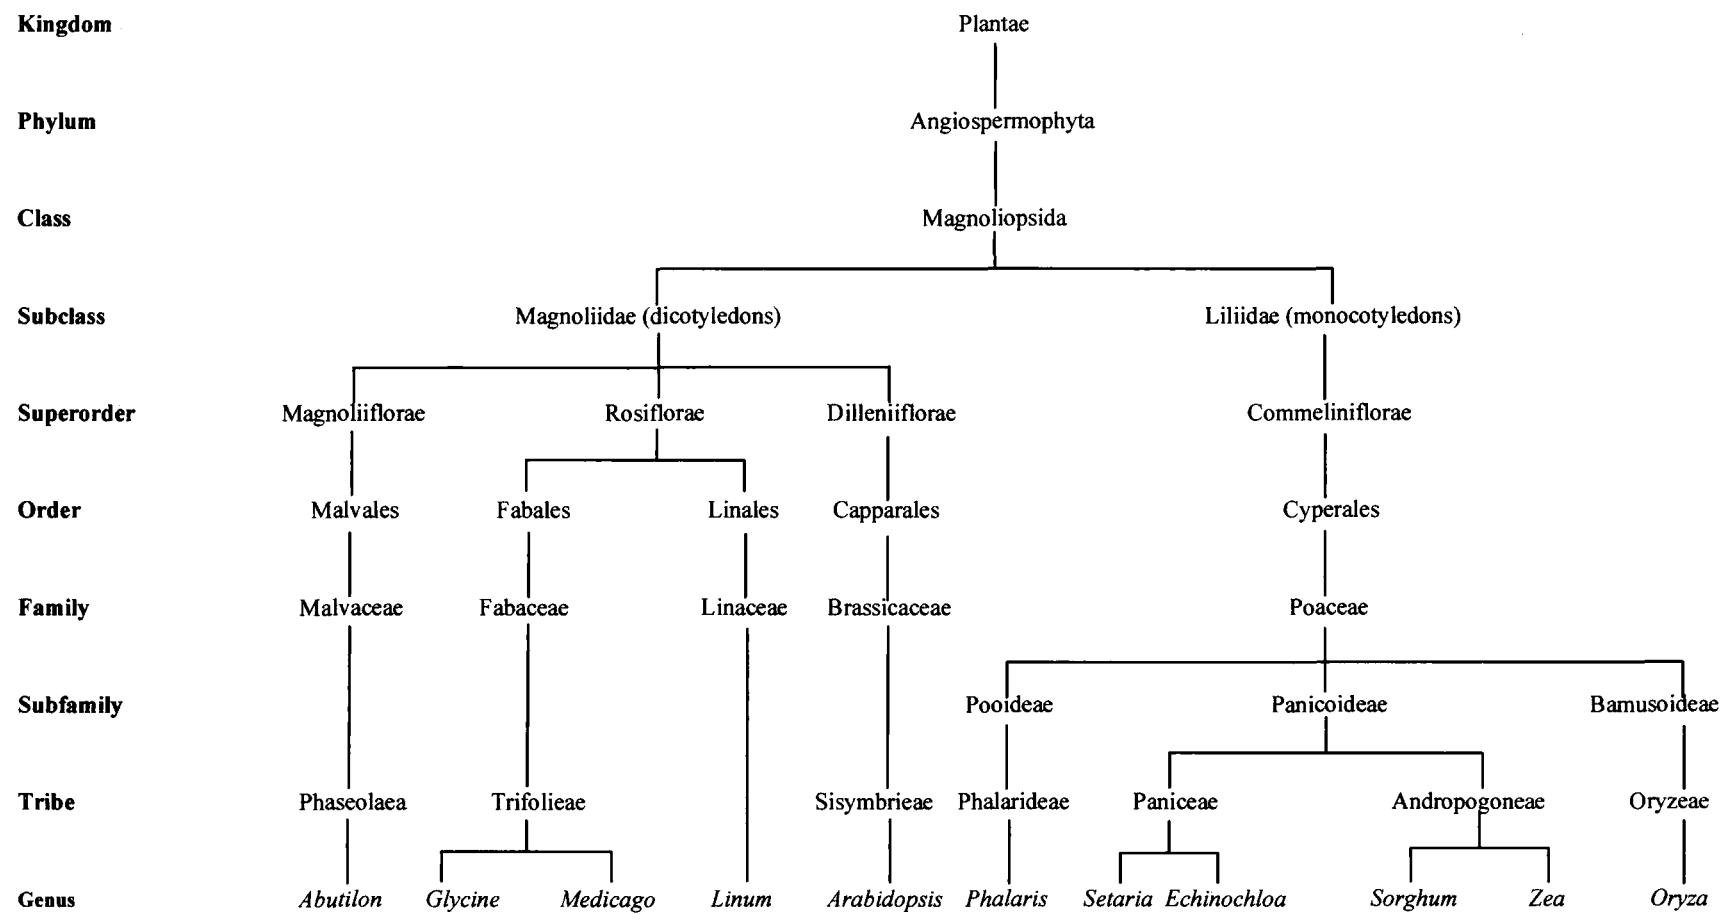 Kingdom Plantae
Phylum Angiospermophyta
Class Magnoliopsida
Subclass Magnoliidae (dicotyledons) Liliidae (monocotyledons)
Superorder Magnoliiflorae Rosiflorae Dilleniiflorae Commeliniflorae
Order Malvales Fabales Linales Capparales Cyperales
Family Malvaceae Fabaceae Linaceae Brassicaceae Poaceae
Subfamily Pooideae Panicoideae Bamusoideae
Tribe Phaseolaea Trifolieae Sisymbrieae Phalarideae Paniceae Andropogoneae Oryzeae
Genus Abutilon Glycine Medicago Linum Arabidopsis Phalaris Setaria Echinochloa Sorghum Zea Oryza